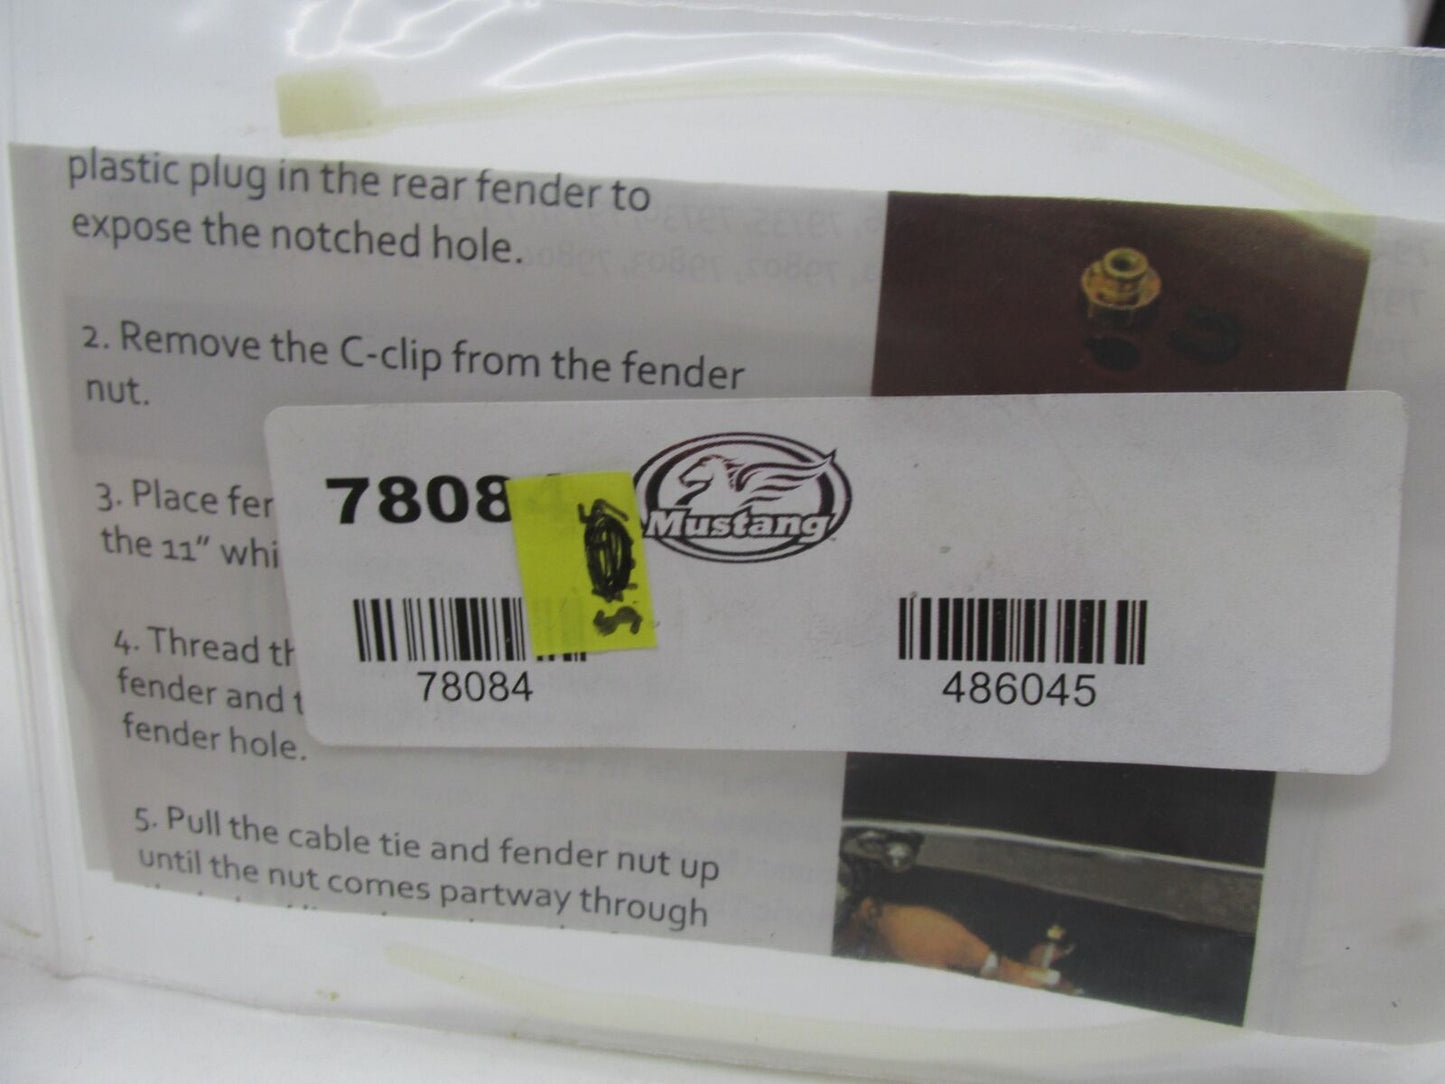 plastic plug in the rear fender to
expose the notched hole.
2. Remove the C-clip from the fender
nut.
3. Place fer
the 11" whi
4. Thread th
fender and t
fender hole.
5. Pull the cable tie and fender nut up
until the nut comes partway through
7808
Mustang
78084
486045